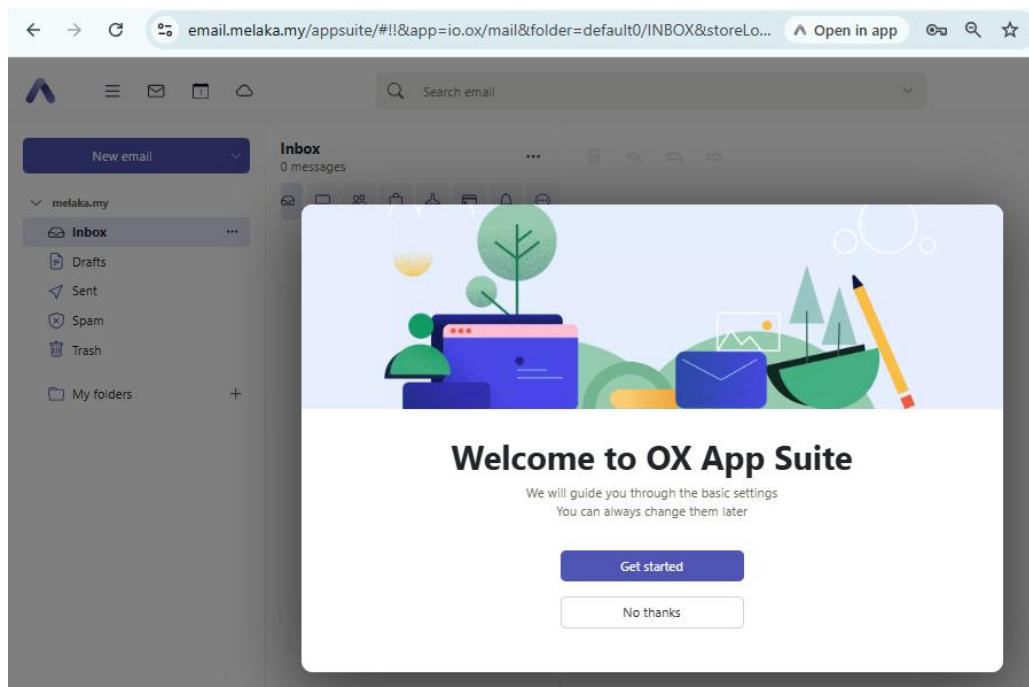 email.melaka.my/appsuite/#!!&app=io.ox/mail&folder=default0/INBOX&storeLo...
Open in app
1
Search email
New email
Inbox
0 messages
melaka.my
Inbox
Drafts
Sent
Spam
Trash
My folders
Welcome to OX App Suite
We will guide you through the basic settings
You can always change them later
Get started
No thanks